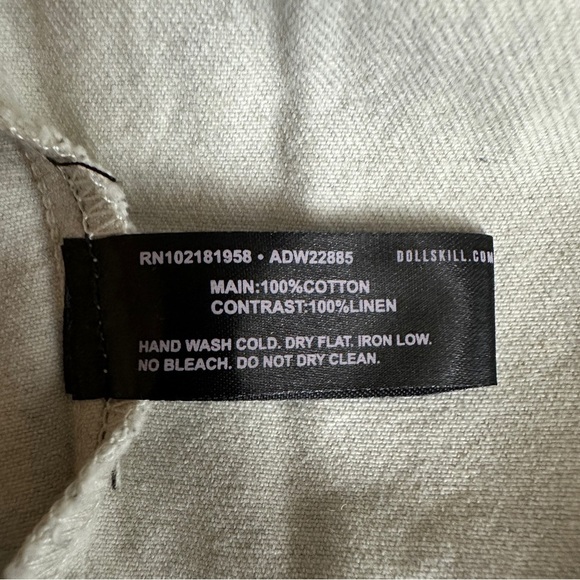 RN102181958 • ADW22885 DOLLSKILL.COM
MAIN:100%COTTON
CONTRAST:100%LINEN
HAND WASH COLD. DRY FLAT. IRON LOW.
NO BLEACH. DO NOT DRY CLEAN.